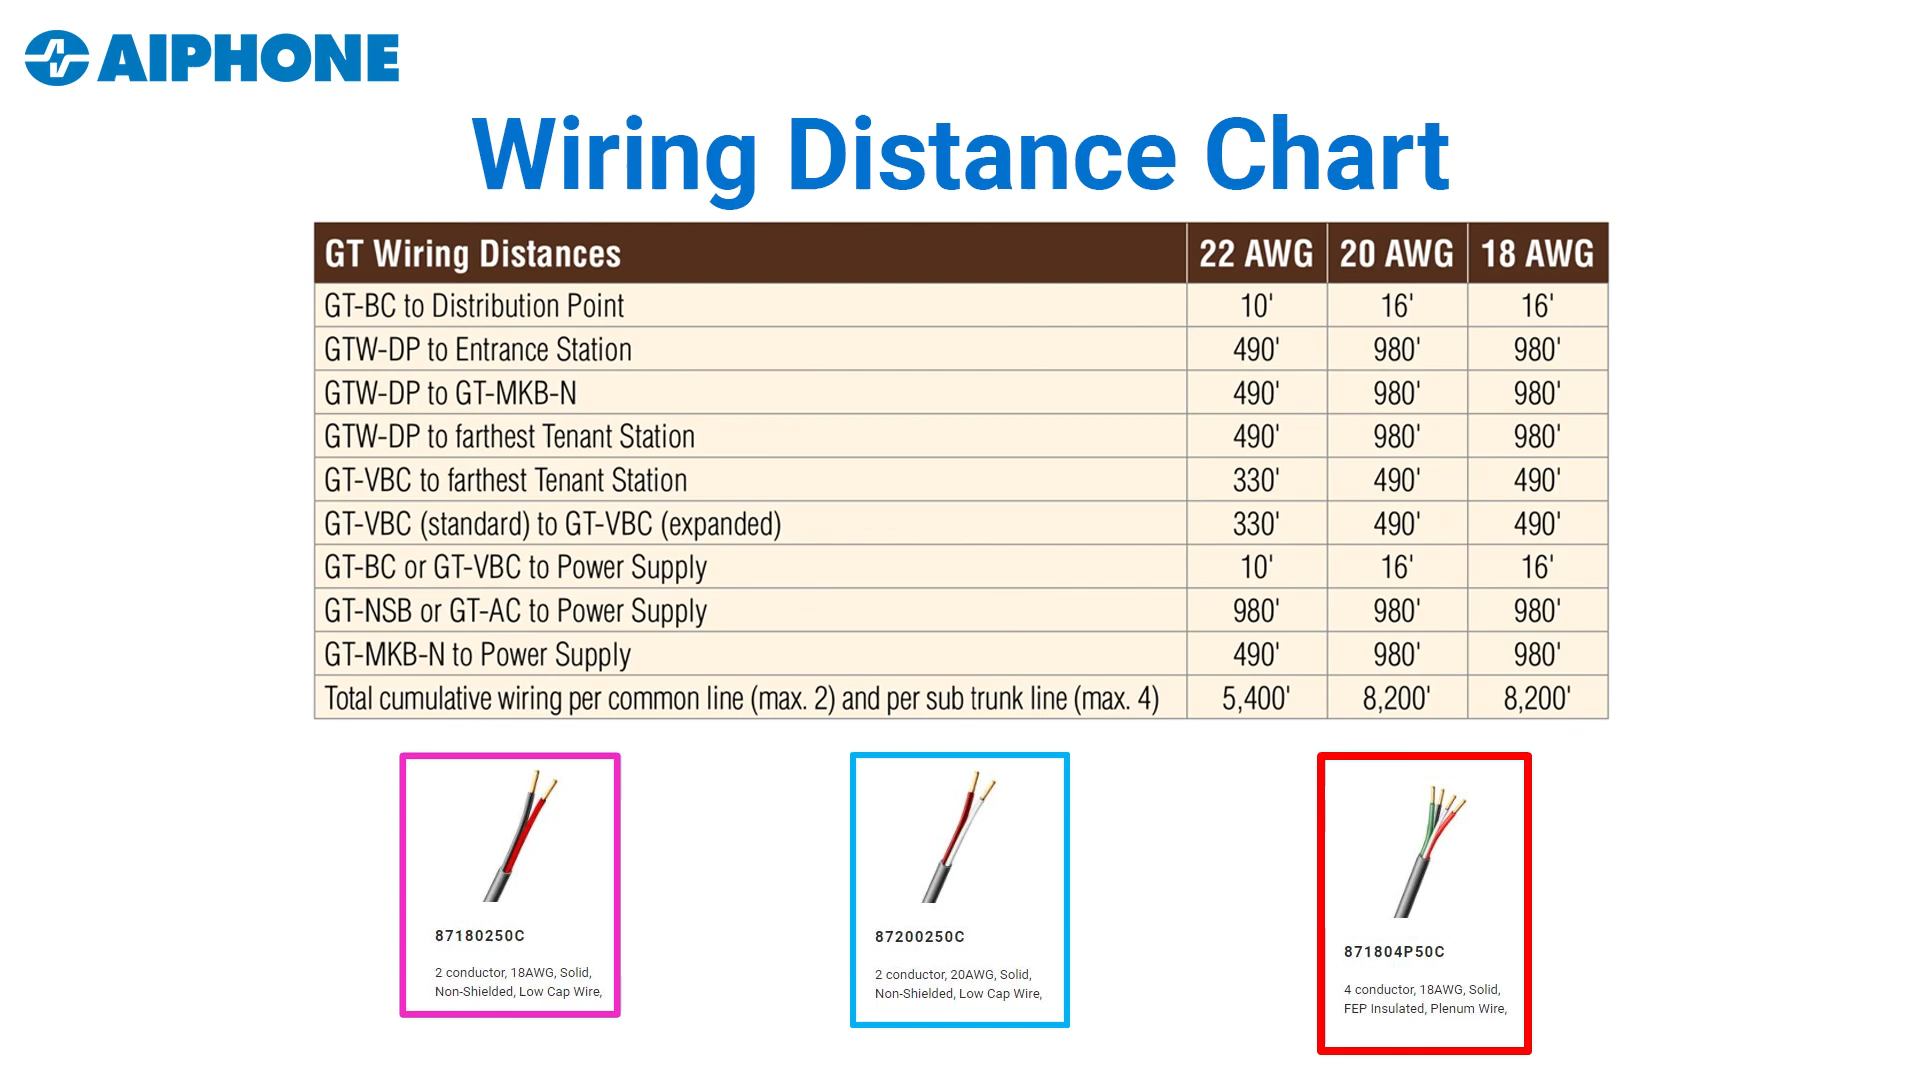 AIPHONE
Wiring Distance Chart
GT Wiring Distances 22 AWG 20 AWG 18 AWG
GT-BC to Distribution Point 10' 16' 16'
GTW-DP to Entrance Station 490' 980' 980'
GTW-DP to GT-MKB-N 490' 980' 980'
GTW-DP to farthest Tenant Station 490' 980' 980'
GT-VBC to farthest Tenant Station 330' 490' 490'
GT-VBC (standard) to GT-VBC (expanded) 330' 490' 490'
GT-BC or GT-VBC to Power Supply 10' 16' 16'
GT-NSB or GT-AC to Power Supply 980' 980' 980'
GT-MKB-N to Power Supply 490' 980' 980'
Total cumulative wiring per common line (max. 2) and per sub trunk line (max. 4) 5,400' 8,200' 8,200'
87180250C
2 conductor, 18AWG, Solid,
Non-Shielded, Low Cap Wire,
87200250C
2 conductor, 20AWG, Solid,
Non-Shielded, Low Cap Wire,
871804P50C
4 conductor, 18AWG, Solid,
FEP Insulated, Plenum Wire,